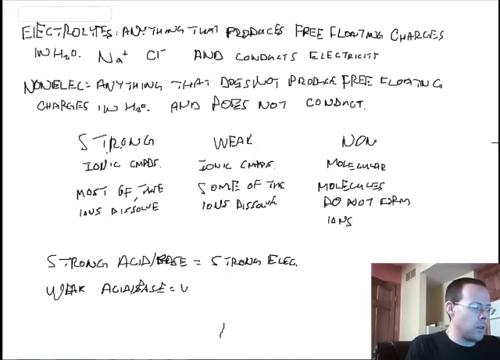 ELECTROLYTES: ANYTHING THAT PRODUCES FREE FLOATING CHARGES
IN H2O. Na+ Cl- AND CONDUCTS ELECTRICITY
NONELEC = ANYTHING THAT DOES NOT PRODUCE FREE FLOATING
CHARGES IN H2O. AND DOES NOT CONDUCT.
STRONG WEAK NON
IONIC CMPDS. IONIC CMPDS. MOLECULAR
MOST OF THE SOME OF THE MOLECULES
IONS DISSOLVE IONS DISSOLVE DO NOT FORM
IONS
STRONG ACID/BASE = STRONG ELEC.
WEAK ACID/BASE = W